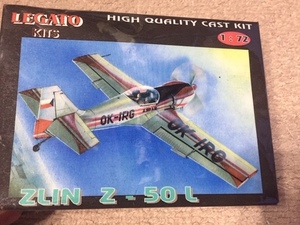 LEGATO
KITS
HIGH QUALITY CAST KIT
1 72
OK-IRG
OK-IRG
ZLIN Z - 50 L